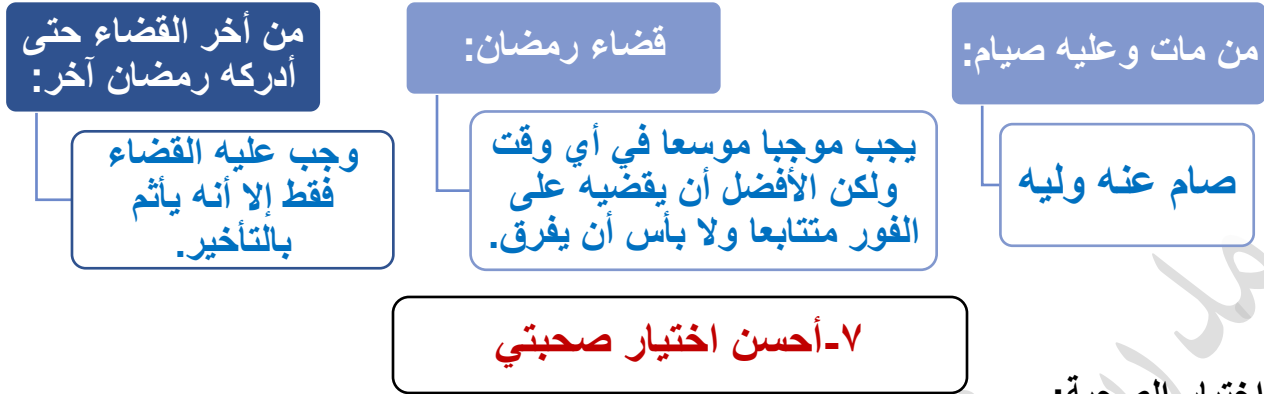 من مات وعليه صيام:
صام عنه وليه
قضاء رمضان:
يجب موجبا موسعا في أي وقت
ولكن الأفضل أن يقضيه على
الفور متتابعا ولا بأس أن يفرق.
من أخر القضاء حتى
أدركه رمضان آخر:
وجب عليه القضاء
فقط إلا أنه يأثم
بالتأخير.
٧-أحسن اختيار صحبتي